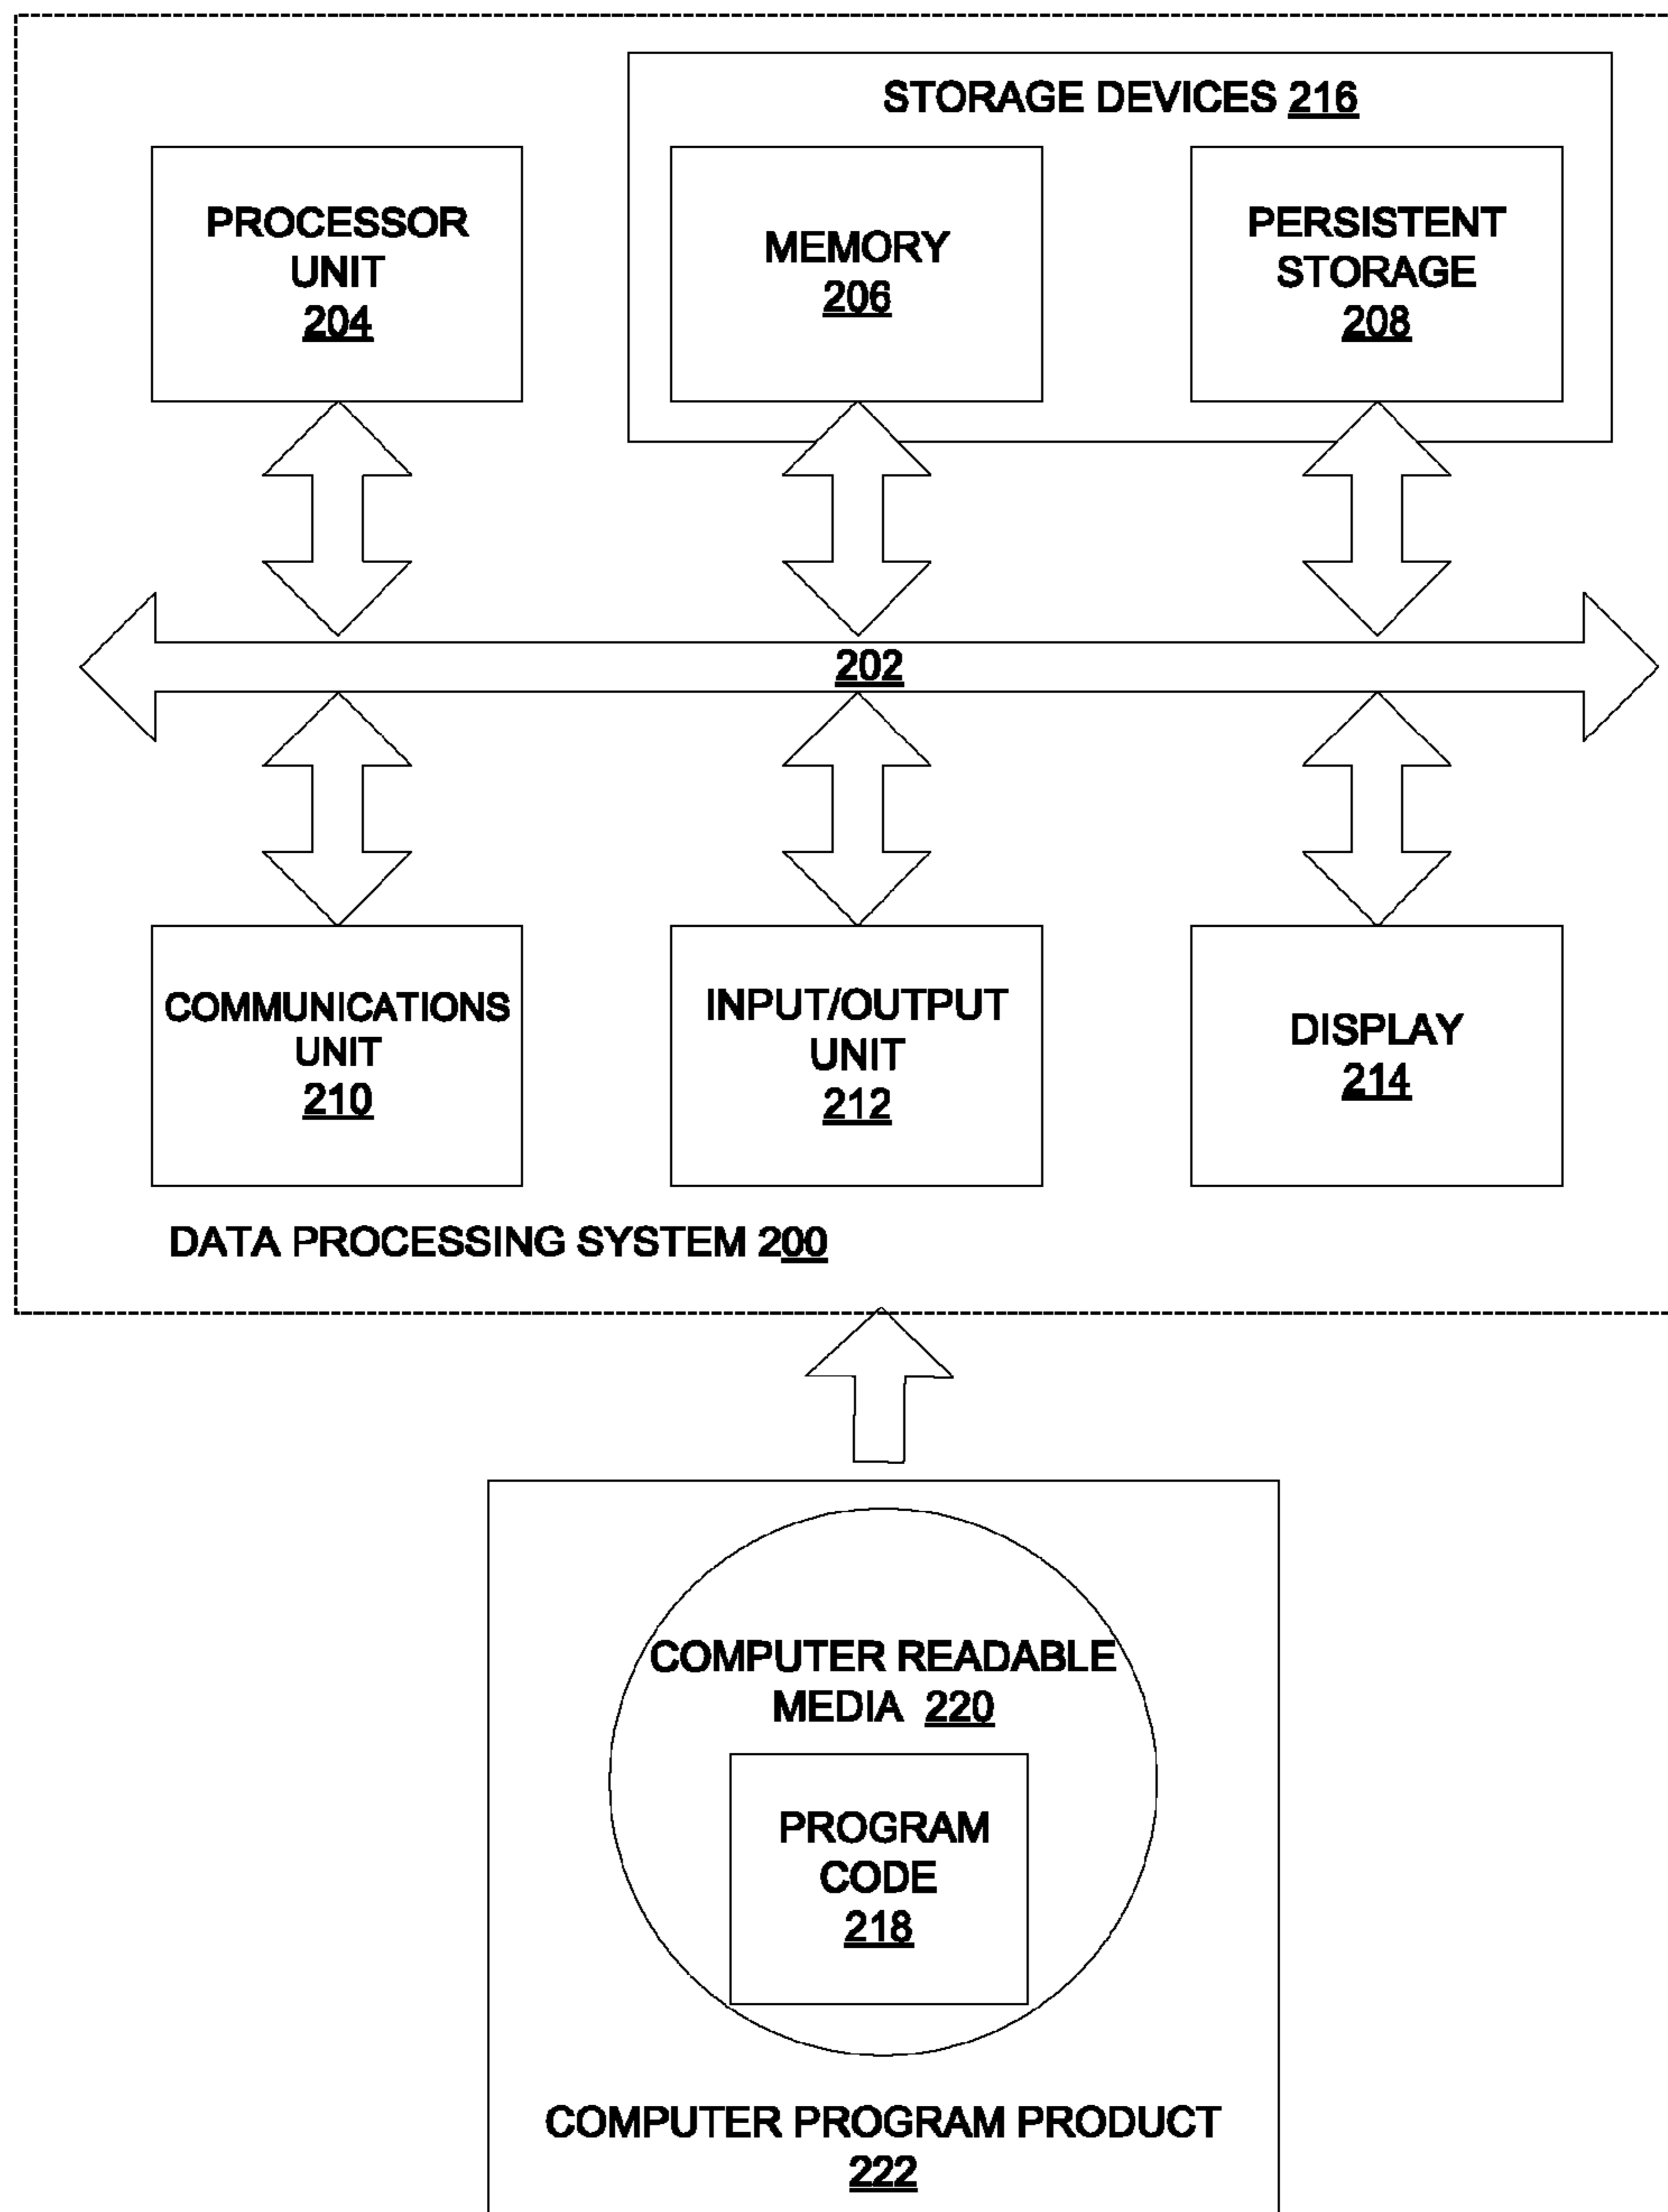 STORAGE DEVICES 216
PROCESSOR
UNIT
204
MEMORY
206
PERSISTENT
STORAGE
208
202
COMMUNICATIONS
UNIT
210
INPUT/OUTPUT
UNIT
212
DISPLAY
214
DATA PROCESSING SYSTEM 200
COMPUTER READABLE
MEDIA 220
PROGRAM
CODE
218
COMPUTER PROGRAM PRODUCT
222